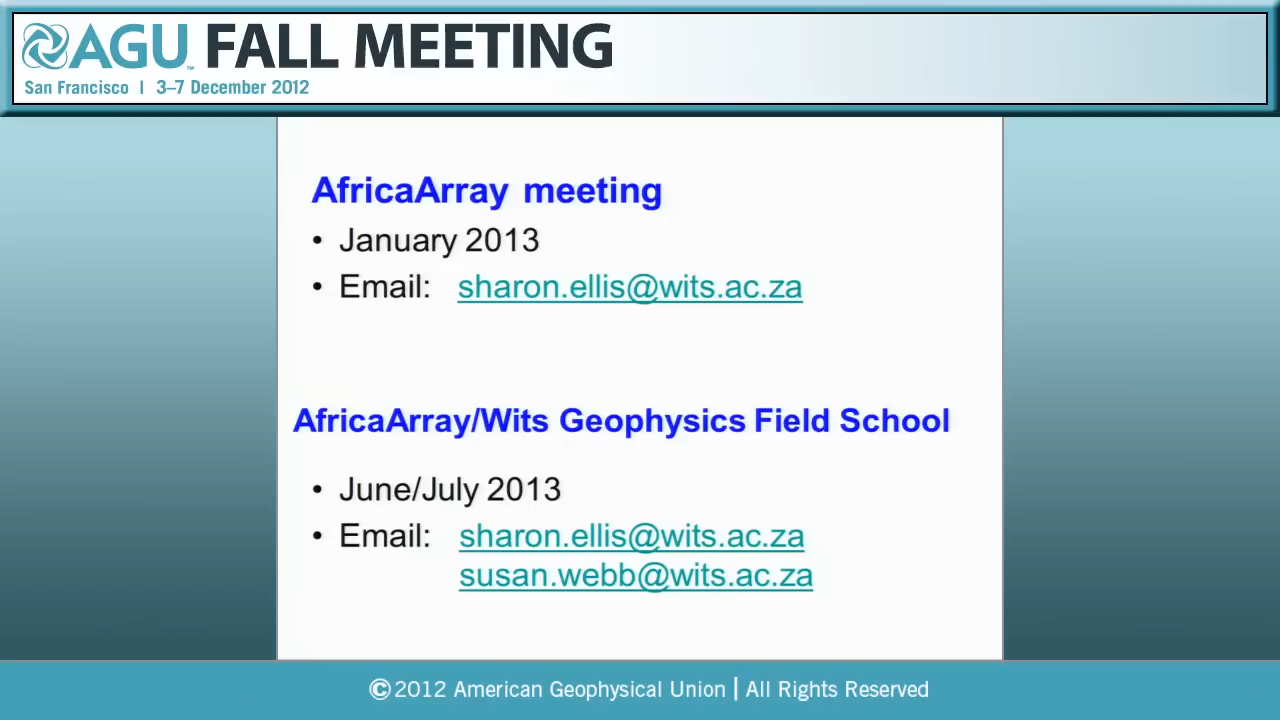 AGU™ FALL MEETING
San Francisco | 3–7 December 2012
AfricaArray meeting
• January 2013
• Email: sharon.ellis@wits.ac.za
AfricaArray/Wits Geophysics Field School
• June/July 2013
• Email: sharon.ellis@wits.ac.za
susan.webb@wits.ac.za
©2012 American Geophysical Union | All Rights Reserved